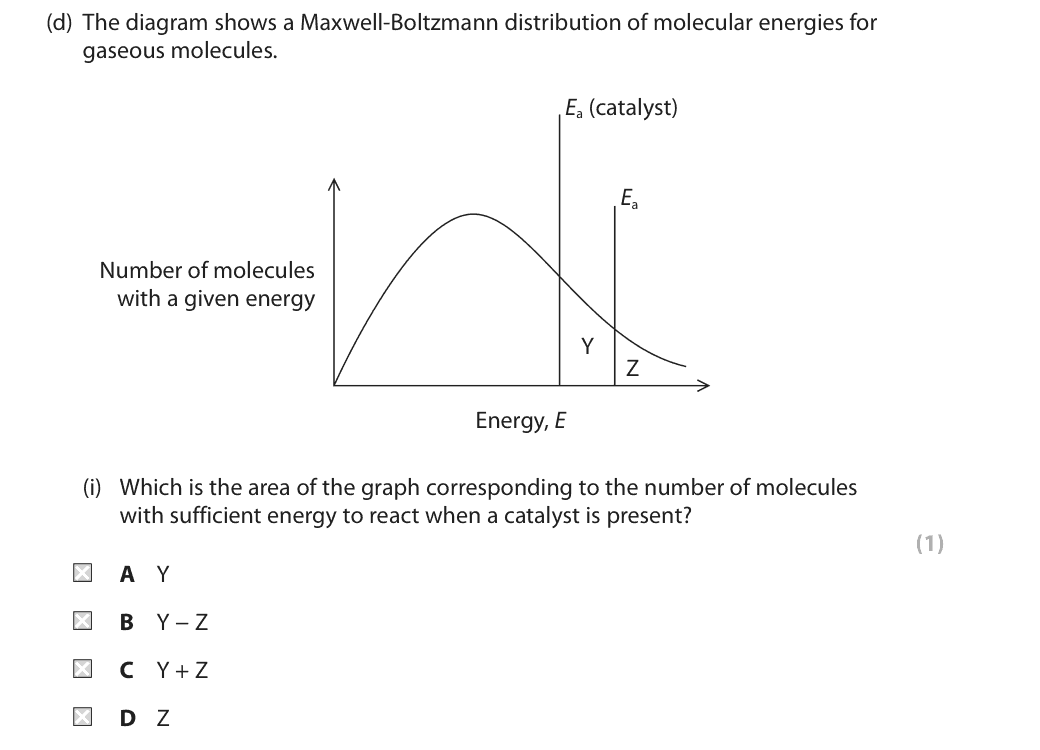 (d) The diagram shows a Maxwell-Boltzmann distribution of molecular energies for
gaseous molecules.
Eₐ (catalyst)
Eₐ
Number of molecules
with a given energy
Y
Z
Energy, E
(i) Which is the area of the graph corresponding to the number of molecules
with sufficient energy to react when a catalyst is present?
(1)
A Y
B Y – Z
C Y + Z
D Z